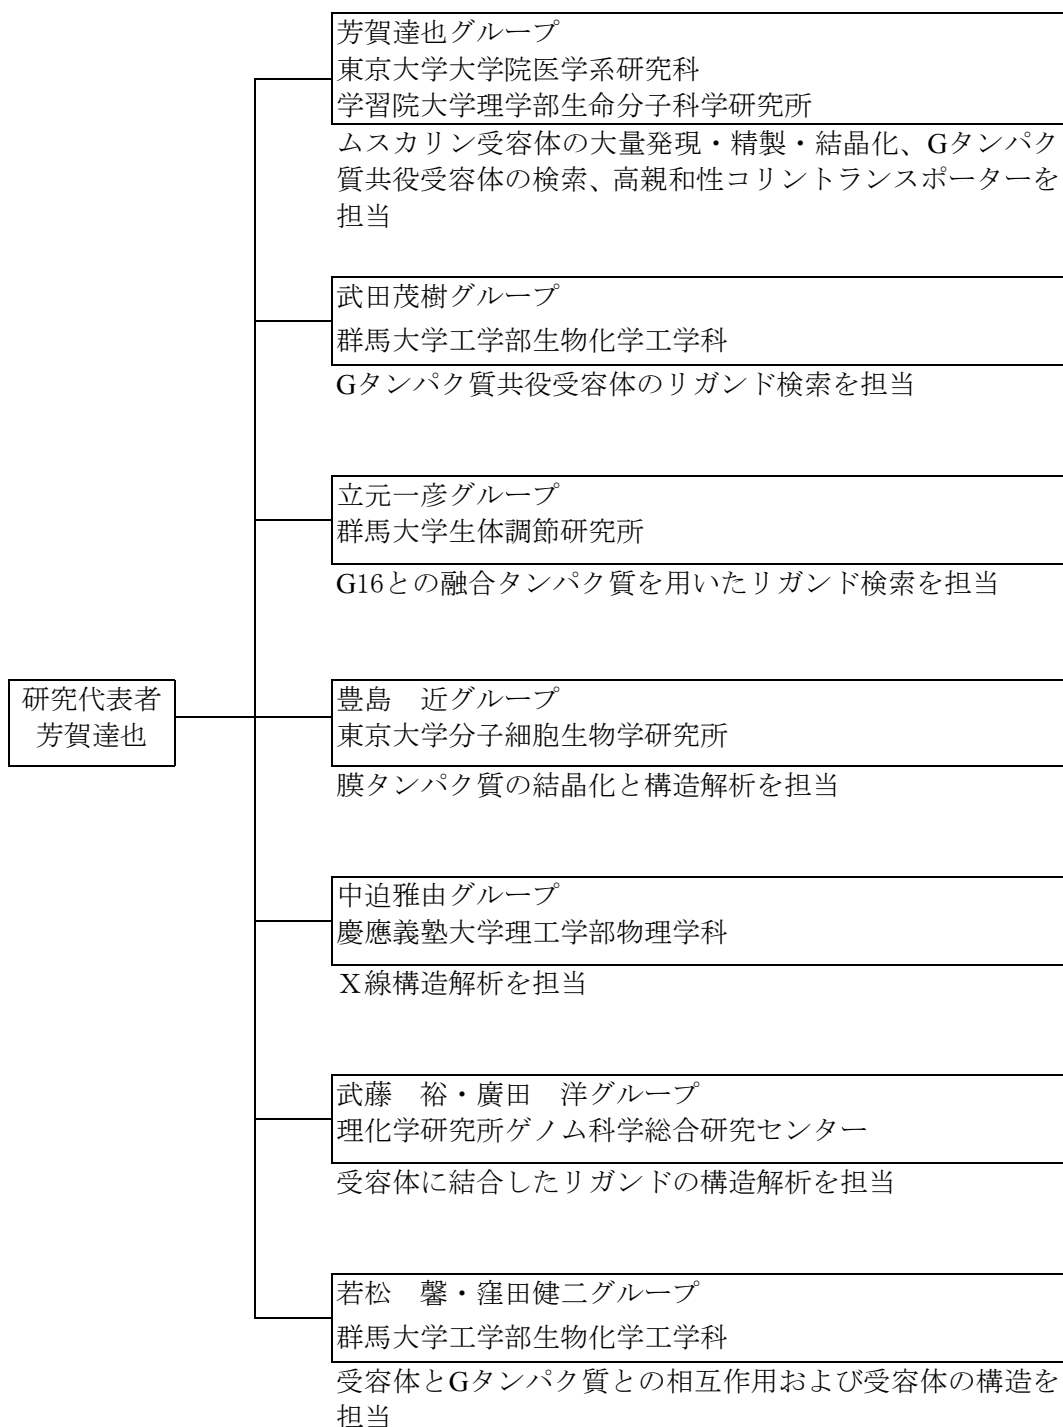 芳賀達也グループ
東京大学大学院医学系研究科
学習院大学理学部生命分子科学研究所
ムスカリン受容体の大量発現・精製・結晶化、Gタンパク
質共役受容体の検索、高親和性コリントランスポーターを
担当
武田茂樹グループ
群馬大学工学部生物化学工学科
Gタンパク質共役受容体のリガンド検索を担当
立元一彦グループ
群馬大学生体調節研究所
G16との融合タンパク質を用いたリガンド検索を担当
研究代表者
芳賀達也
豊島　近グループ
東京大学分子細胞生物学研究所
膜タンパク質の結晶化と構造解析を担当
中迫雅由グループ
慶應義塾大学理工学部物理学科
Ｘ線構造解析を担当
武藤　裕・廣田　洋グループ
理化学研究所ゲノム科学総合研究センター
受容体に結合したリガンドの構造解析を担当
若松　馨・窪田健二グループ
群馬大学工学部生物化学工学科
受容体とGタンパク質との相互作用および受容体の構造を
担当